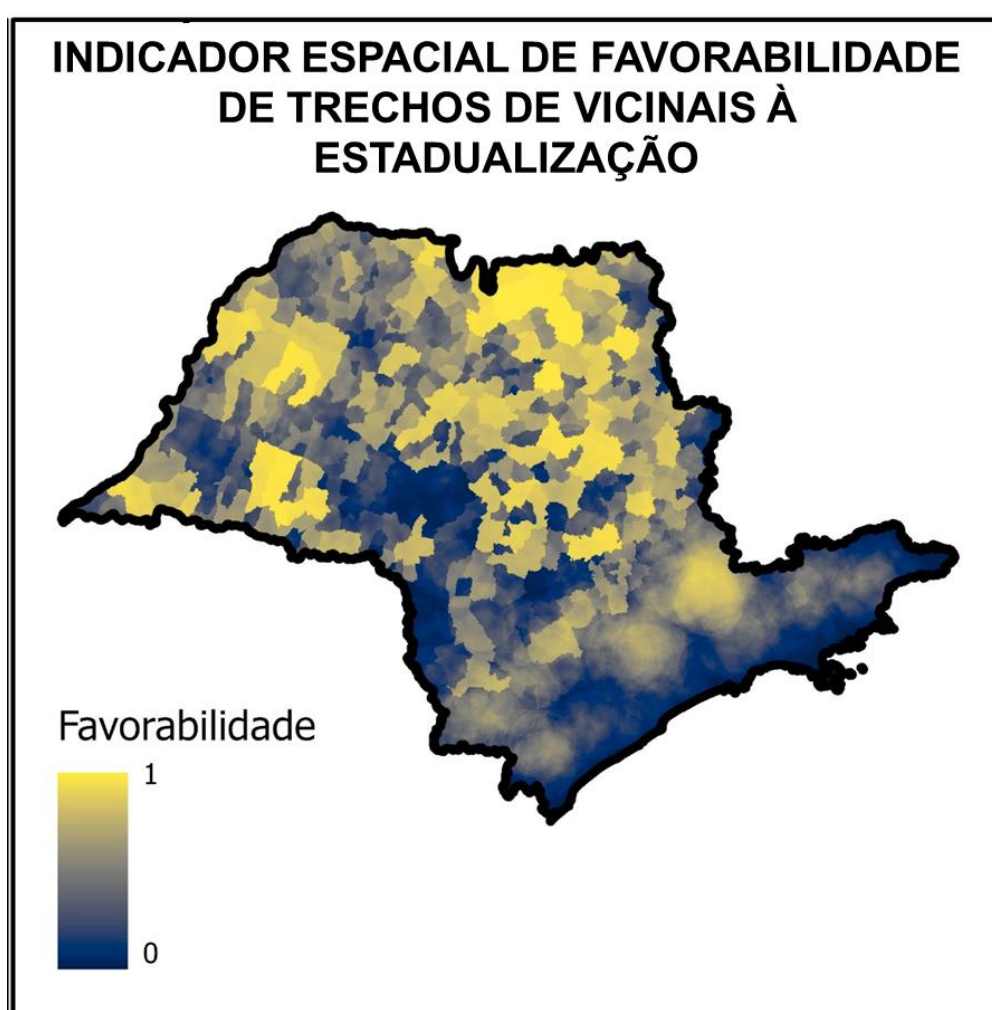 INDICADOR ESPACIAL DE FAVORABILIDADE
DE TRECHOS DE VICINAIS À
ESTADUALIZAÇÃO
Favorabilidade
1
0